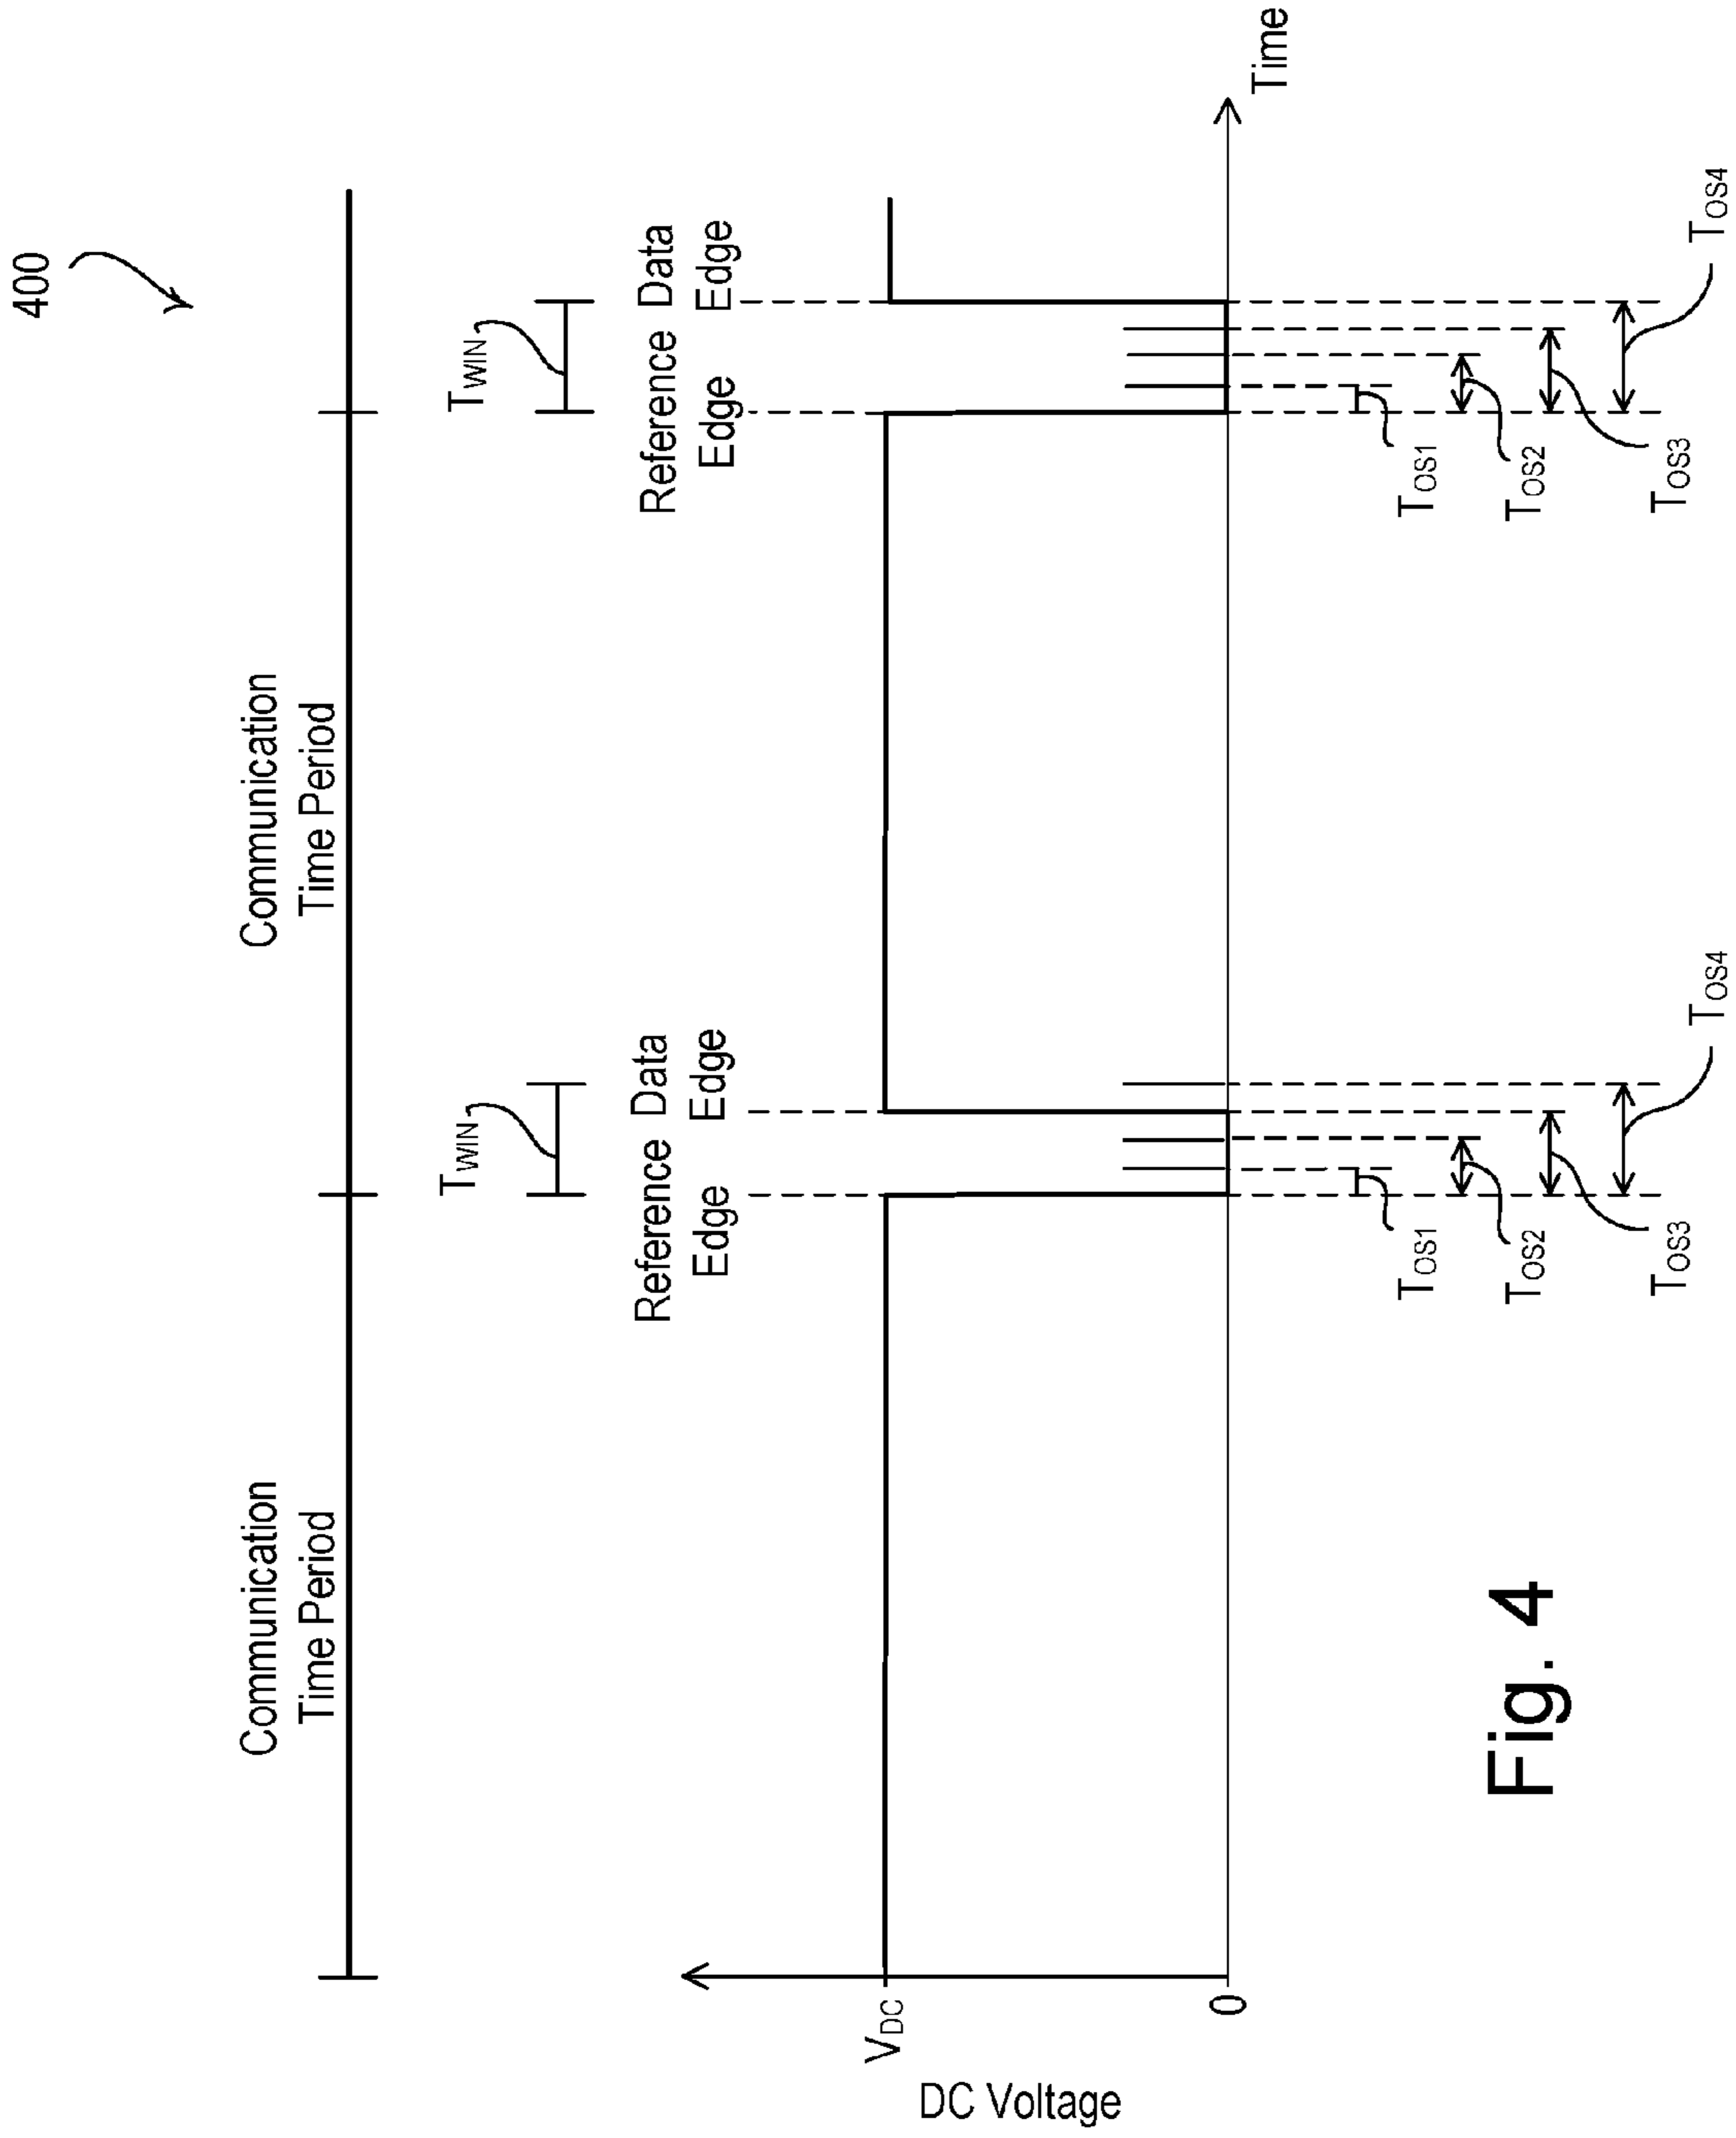 400
Communication
Time Period
Communication
Time Period
T_WIN
T_WIN
Reference
Edge
Data
Edge
Reference
Edge
Data
Edge
V_DC
DC Voltage
0
Time
T_OS1
T_OS2
T_OS3
T_OS4
T_OS1
T_OS2
T_OS3
T_OS4
Fig. 4